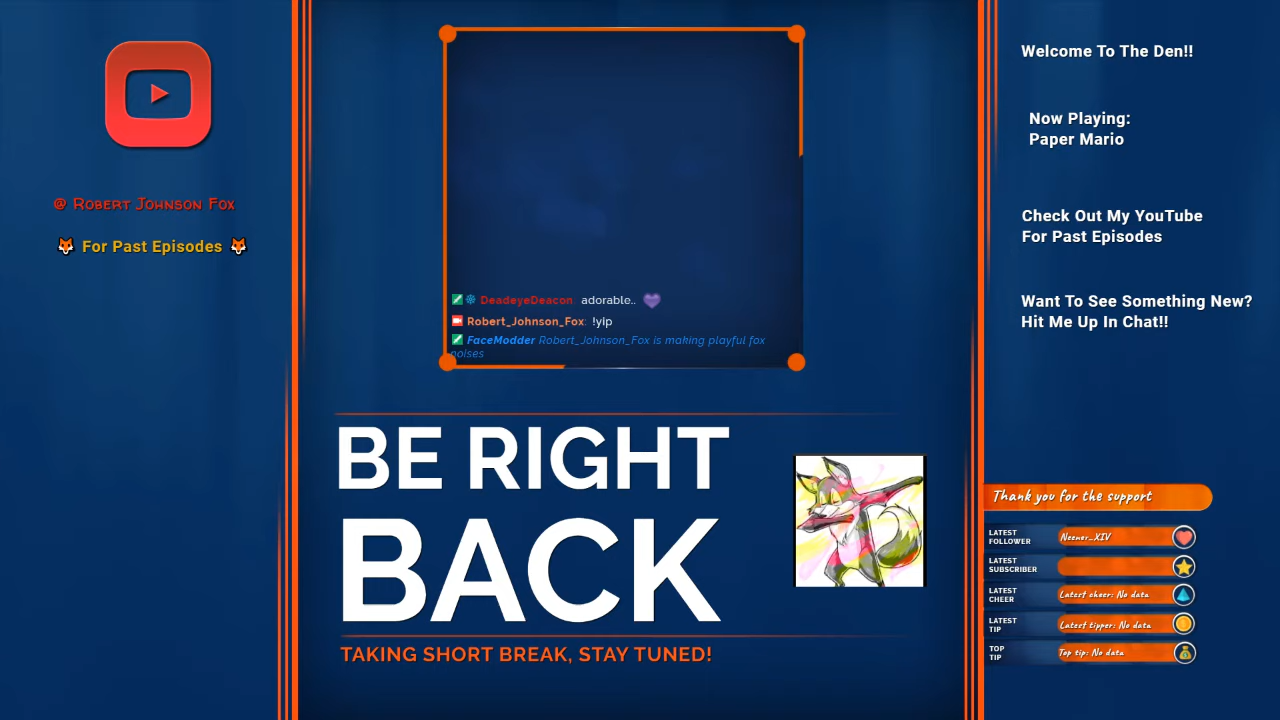 @ Robert Johnson Fox
For Past Episodes
DeadeyeDeacon adorable..
Robert_Johnson_Fox: !yip
FaceModder Robert_Johnson_Fox is making playful fox
noises
BE RIGHT
BACK
TAKING SHORT BREAK, STAY TUNED!
Welcome To The Den!!
Now Playing:
Paper Mario
Check Out My YouTube
For Past Episodes
Want To See Something New?
Hit Me Up In Chat!!
Thank you for the support
LATEST
FOLLOWER
Neener_XIV
LATEST
SUBSCRIBER
LATEST
CHEER
Latest cheer: No data
LATEST
TIP
Latest tipper: No data
TOP
TIP
Top tip: No data